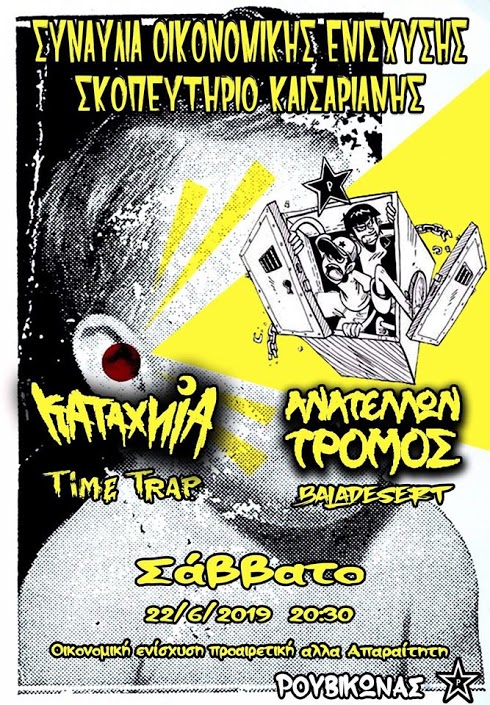 ΣΥΝΑΥΛΙΑ ΟΙΚΟΝΟΜΙΚΗΣ ΕΝΙΣΧΥΣΗΣ
ΣΚΟΠΕΥΤΗΡΙΟ ΚΑΙΣΑΡΙΑΝΗΣ
P
ΚΑΤΑΧΝΙΑ
ΑΝΑΤΕΛΛΩΝ
ΤΡΟΜΟΣ
TIME TRAP
BALADESERT
Σάββατο
22/6/2019 20:30
Οικονομική ενίσχυση προαιρετική αλλα Απαραίτητη
ΡΟΥΒΙΚΩΝΑΣ
P